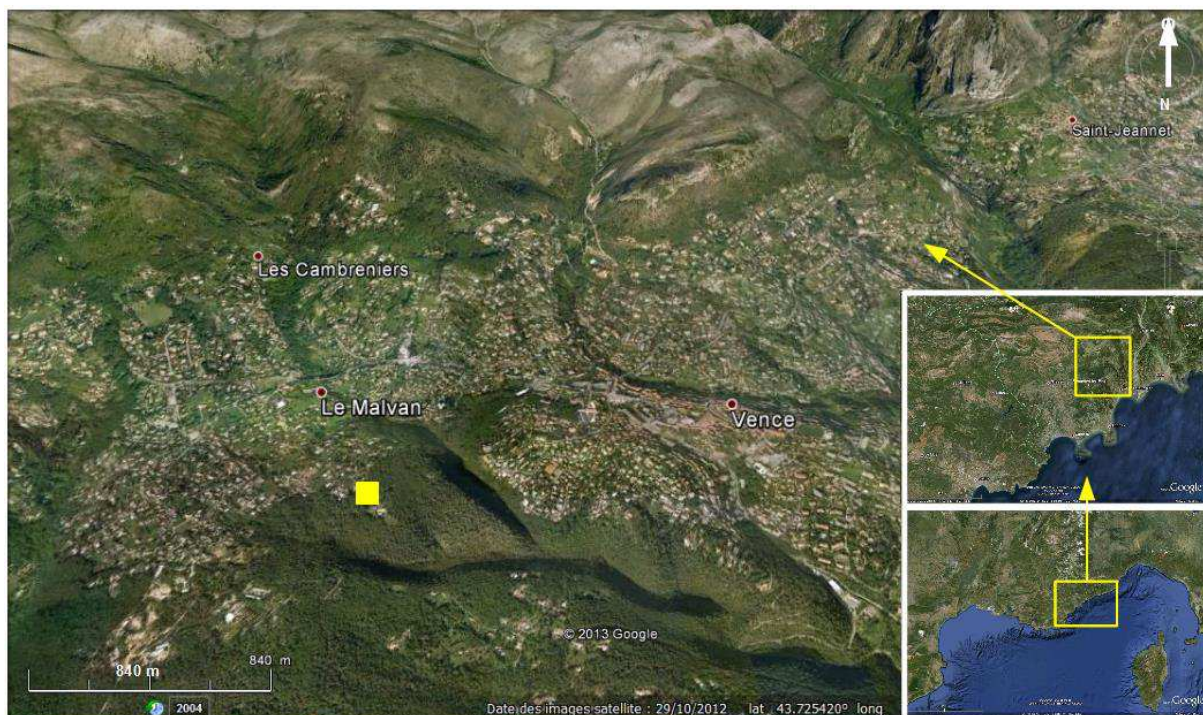 N
Saint-Jeannet
Les Cambreniers
Le Malvan
Vence
Google
Google
© 2013 Google
840 m
840 m
2004
Date des images satellite : 29/10/2012 lat 43.725420° long